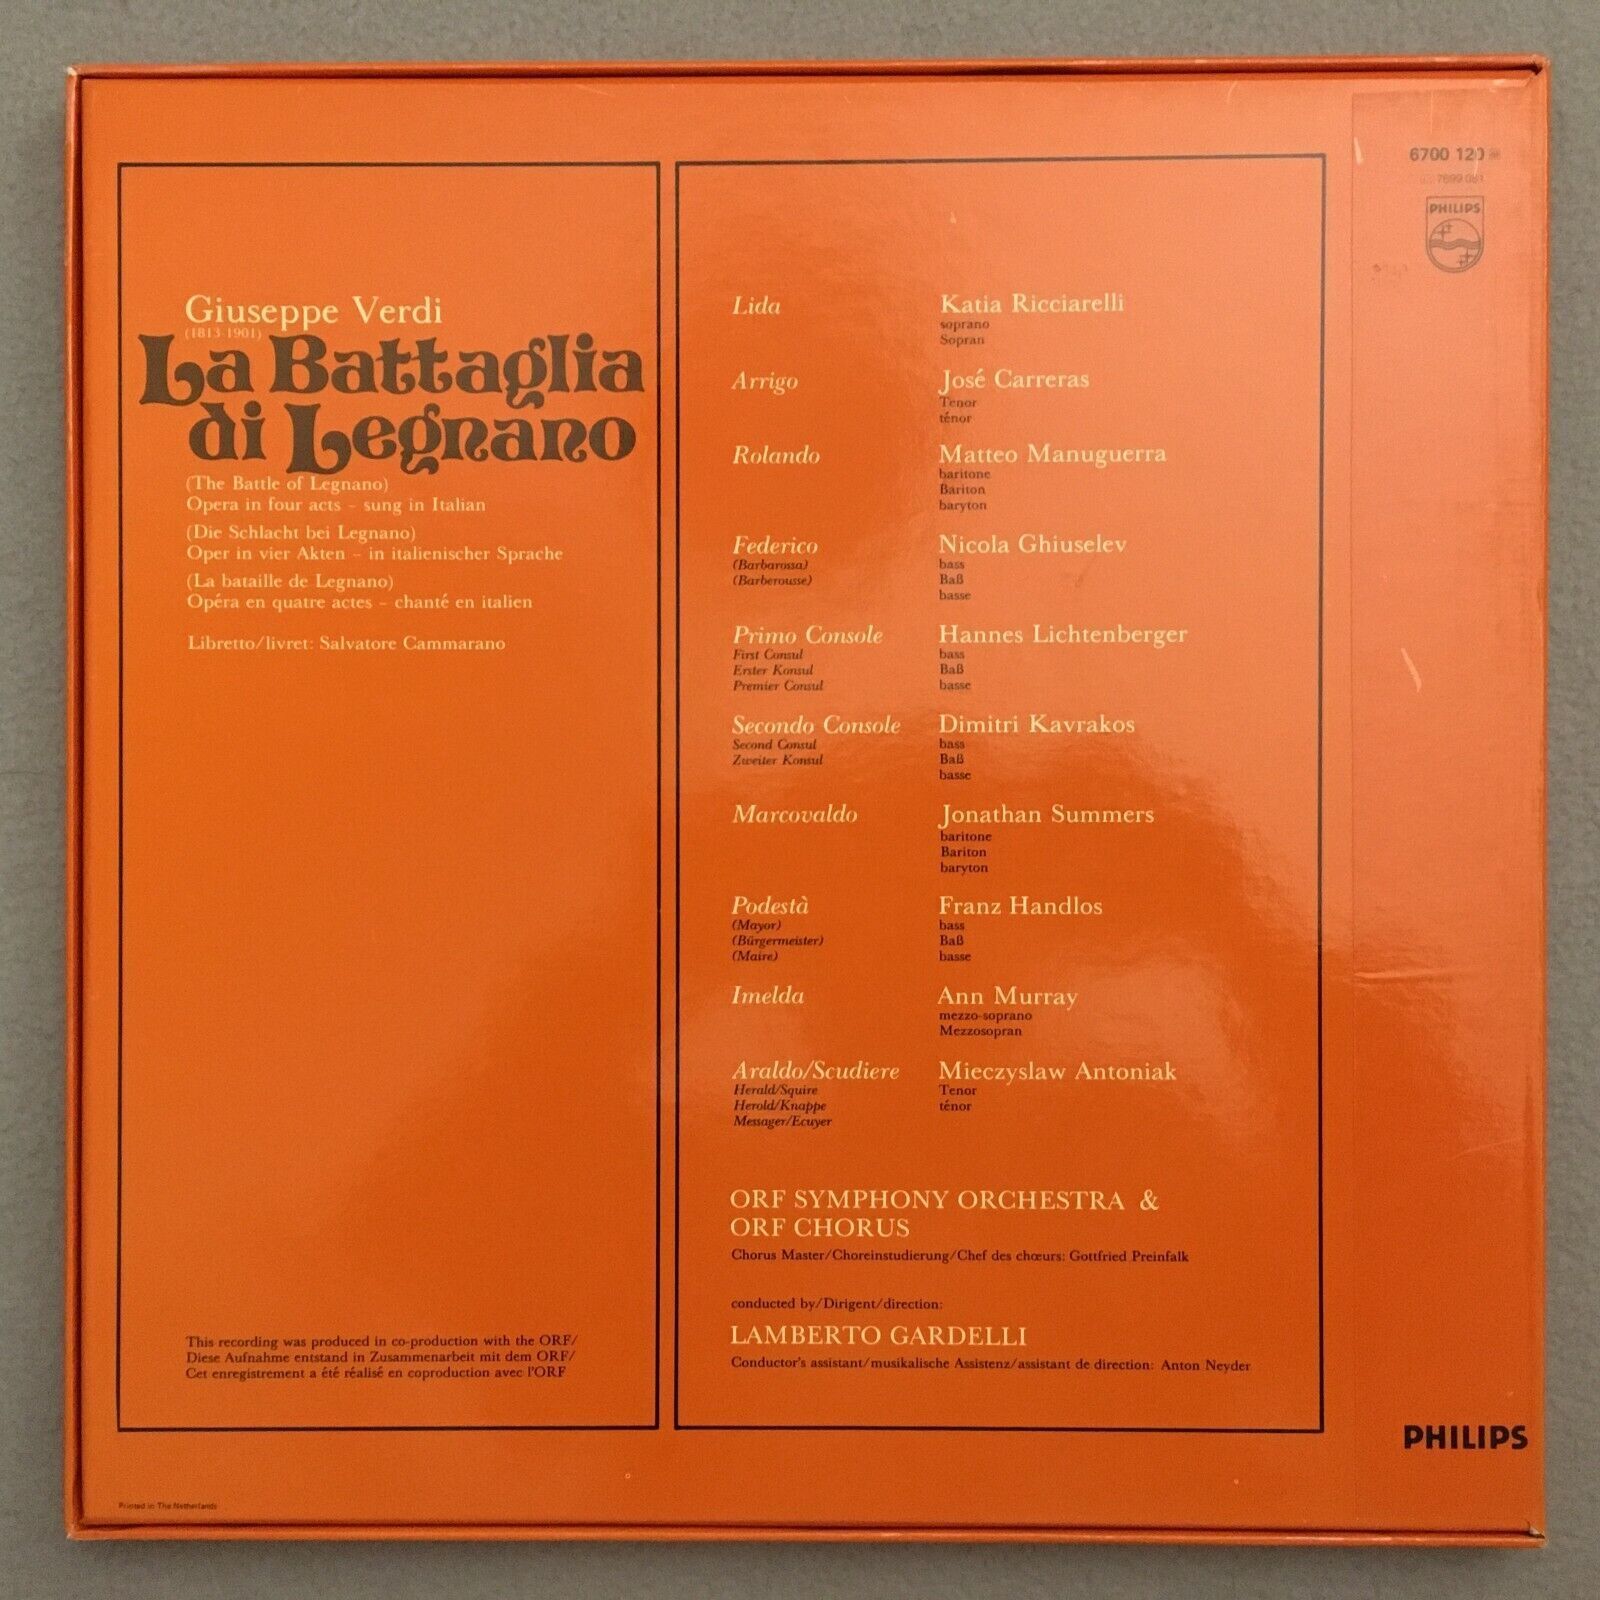 Giuseppe Verdi
(1813-1901)
La Battaglia
di Legnano
(The Battle of Legnano)
Opera in four acts – sung in Italian
(Die Schlacht bei Legnano)
Oper in vier Akten – in italienischer Sprache
(La bataille de Legnano)
Opéra en quatre actes – chanté en italien
Libretto/livret: Salvatore Cammarano
This recording was produced in co-production with the ORF/
Diese Aufnahme entstand in Zusammenarbeit mit dem ORF/
Cet enregistrement a été réalisé en coproduction avec l'ORF
Printed in The Netherlands
Lida Katia Ricciarelli
soprano
Sopran
Arrigo José Carreras
Tenor
ténor
Rolando Matteo Manuguerra
baritone
Bariton
baryton
Federico Nicola Ghiuselev
(Barbarossa) bass
(Barberousse) Baß
basse
Primo Console Hannes Lichtenberger
First Consul bass
Erster Konsul Baß
Premier Consul basse
Secondo Console Dimitri Kavrakos
Second Consul bass
Zweiter Konsul Baß
basse
Marcovaldo Jonathan Summers
baritone
Bariton
baryton
Podestà Franz Handlos
(Mayor) bass
(Bürgermeister) Baß
(Maire) basse
Imelda Ann Murray
mezzo-soprano
Mezzosopran
Araldo/Scudiere Mieczyslaw Antoniak
Herald/Squire Tenor
Herold/Knappe ténor
Messager/Ecuyer
ORF SYMPHONY ORCHESTRA &
ORF CHORUS
Chorus Master/Choreinstudierung/Chef des chœurs: Gottfried Preinfalk
conducted by/Dirigent/direction:
LAMBERTO GARDELLI
Conductor's assistant/musikalische Assistenz/assistant de direction: Anton Neyder
6700 120
7699 081
PHILIPS
PHILIPS